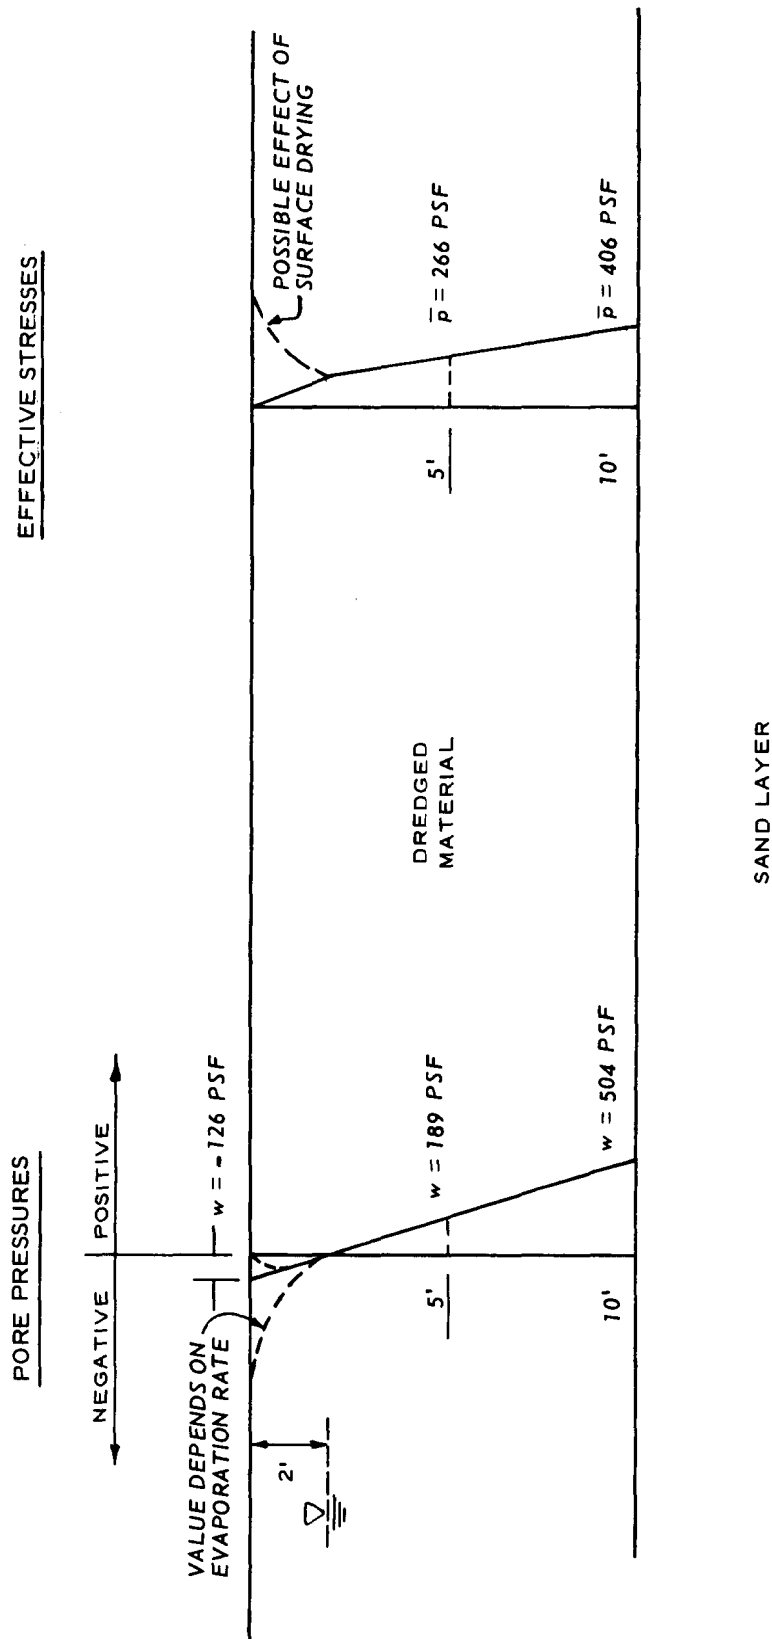 PORE PRESSURES
NEGATIVE
POSITIVE
w = -126 PSF
VALUE DEPENDS ON
EVAPORATION RATE
2'
5'
w = 189 PSF
10'
w = 504 PSF
DREDGED
MATERIAL
EFFECTIVE STRESSES
POSSIBLE EFFECT OF
SURFACE DRYING
5'
p̅ = 266 PSF
10'
p̅ = 406 PSF
SAND LAYER